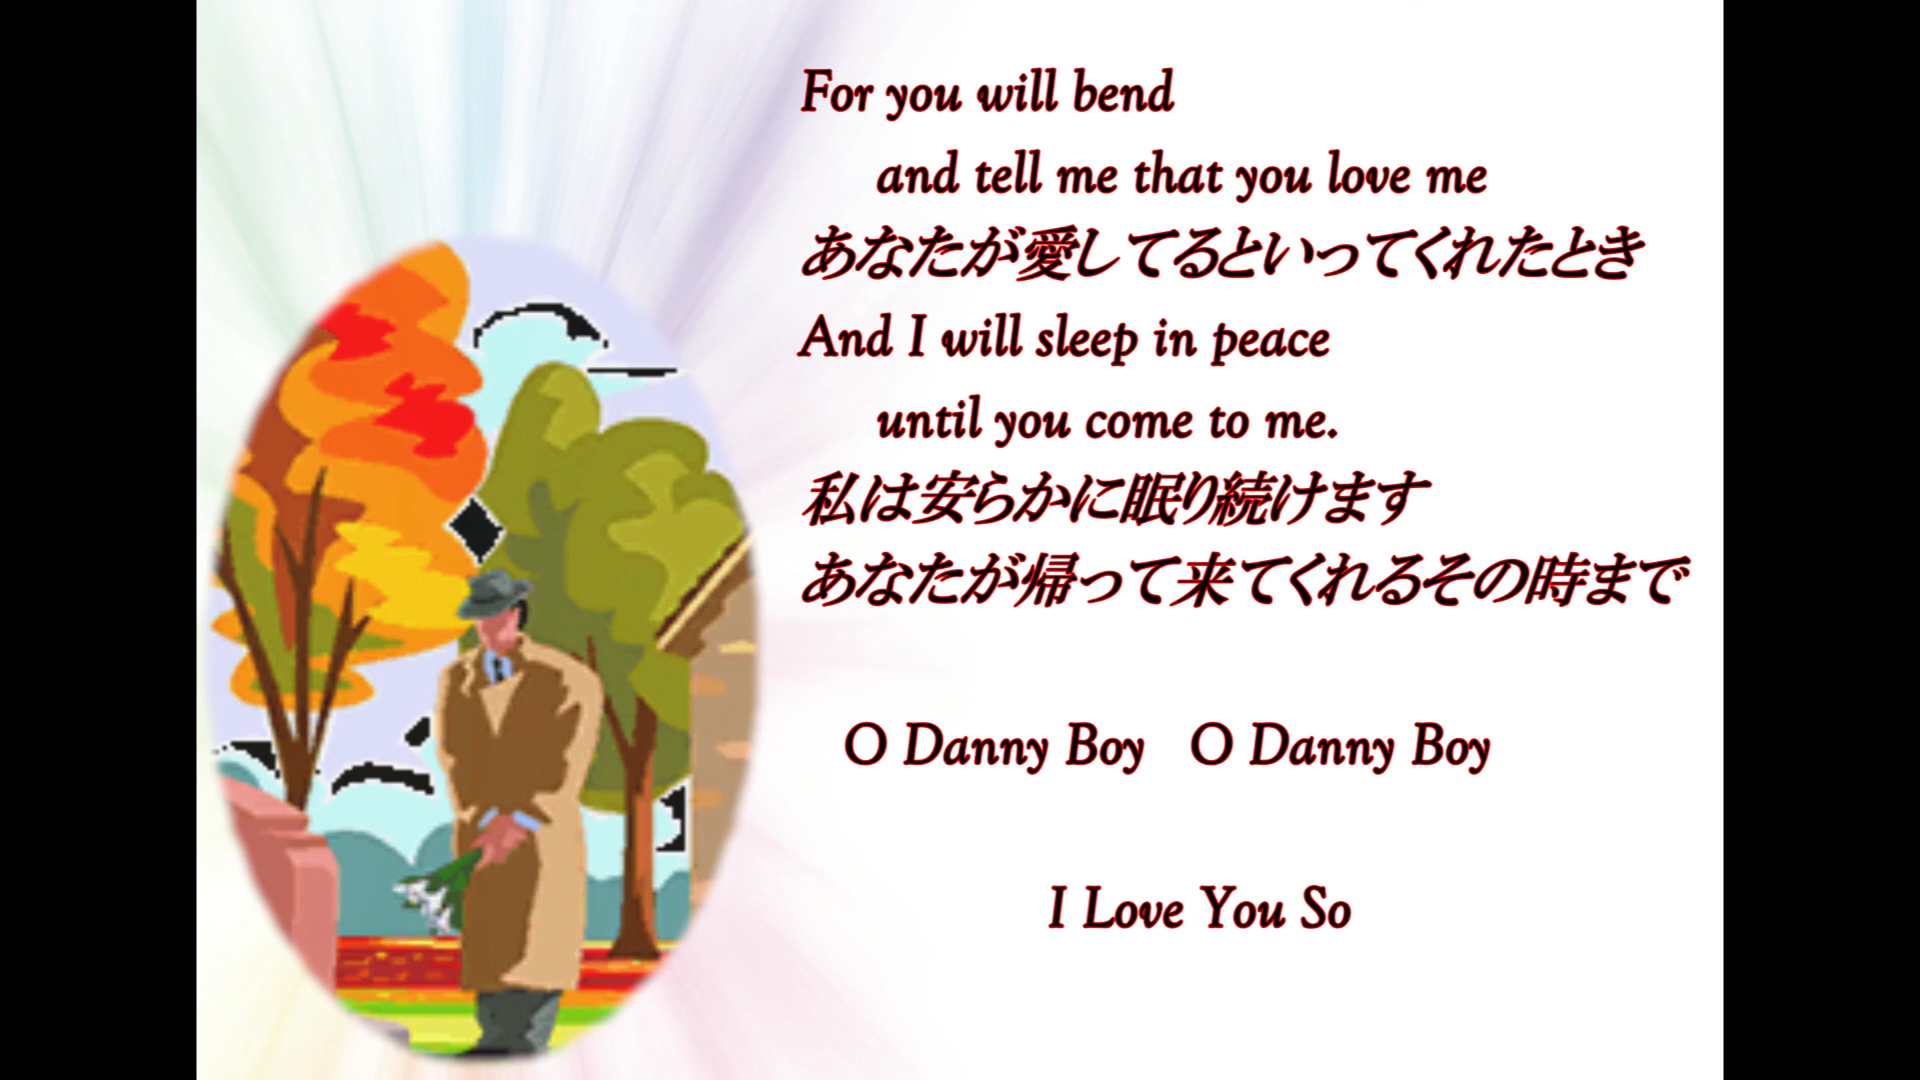 For you will bend
and tell me that you love me
あなたが愛してるといってくれたとき
And I will sleep in peace
until you come to me.
私は安らかに眠り続けます
あなたが帰って来てくれるその時まで
O Danny Boy O Danny Boy
I Love You So